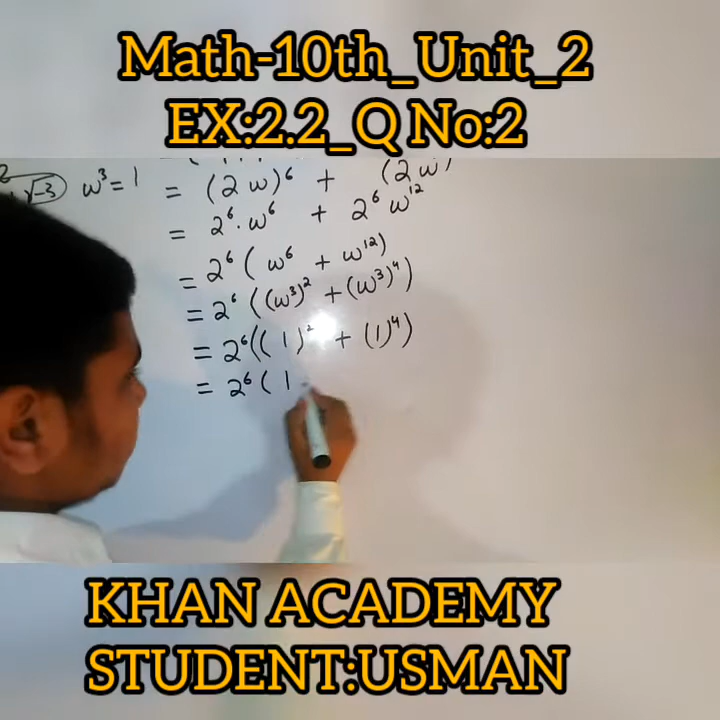 Math-10th_Unit_2
EX:2.2_Q No:2
√-3) ω³=1
= (2ω)⁶ + (2ω
= 2⁶.ω⁶ + 2⁶ω¹²
= 2⁶(ω⁶ + ω¹²)
= 2⁶((ω³)² + (ω³)⁴)
= 2⁶((1)² + (1)⁴)
= 2⁶(1
KHAN ACADEMY
STUDENT:USMAN